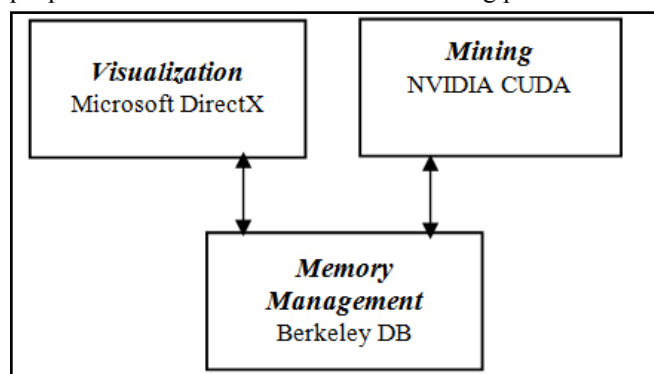 Visualization
Microsoft DirectX
Mining
NVIDIA CUDA
Memory
Management
Berkeley DB